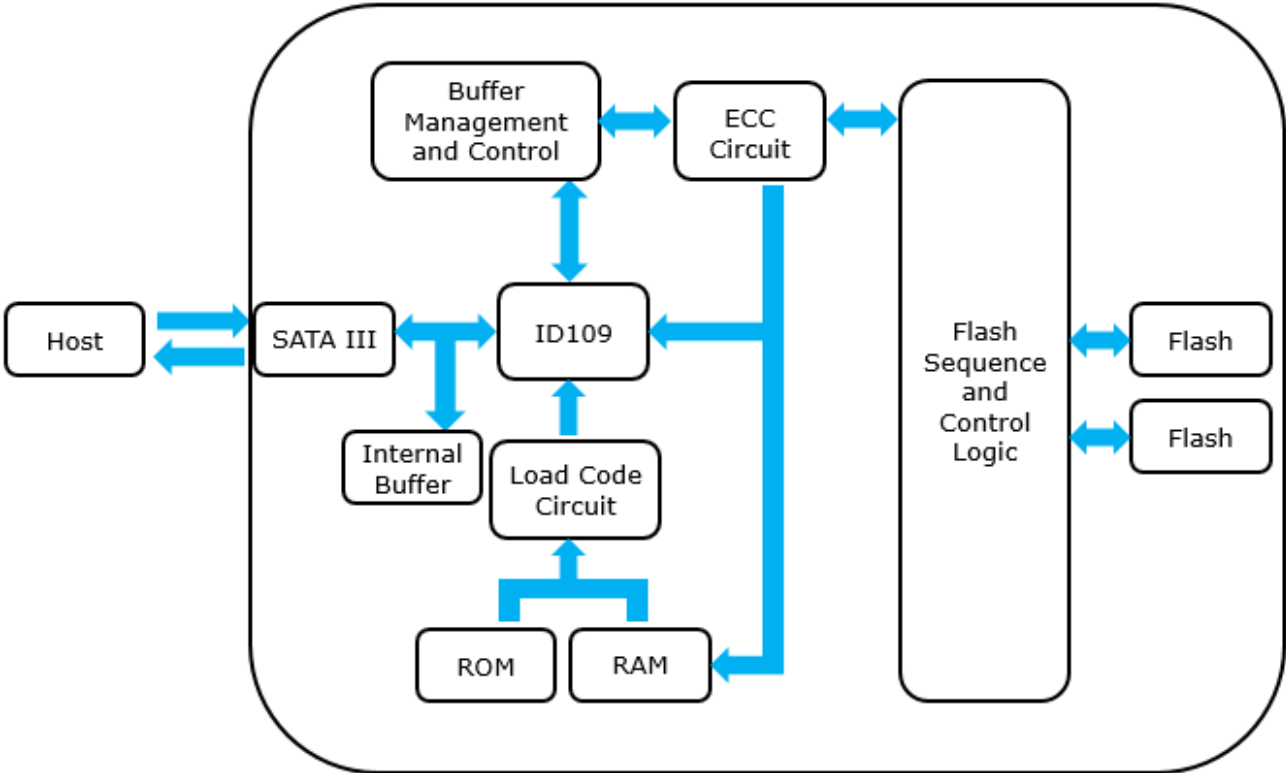 Buffer
Management
and Control
ECC
Circuit
Host
SATA III
ID109
Flash
Sequence
and
Control
Logic
Flash
Flash
Internal
Buffer
Load Code
Circuit
ROM
RAM